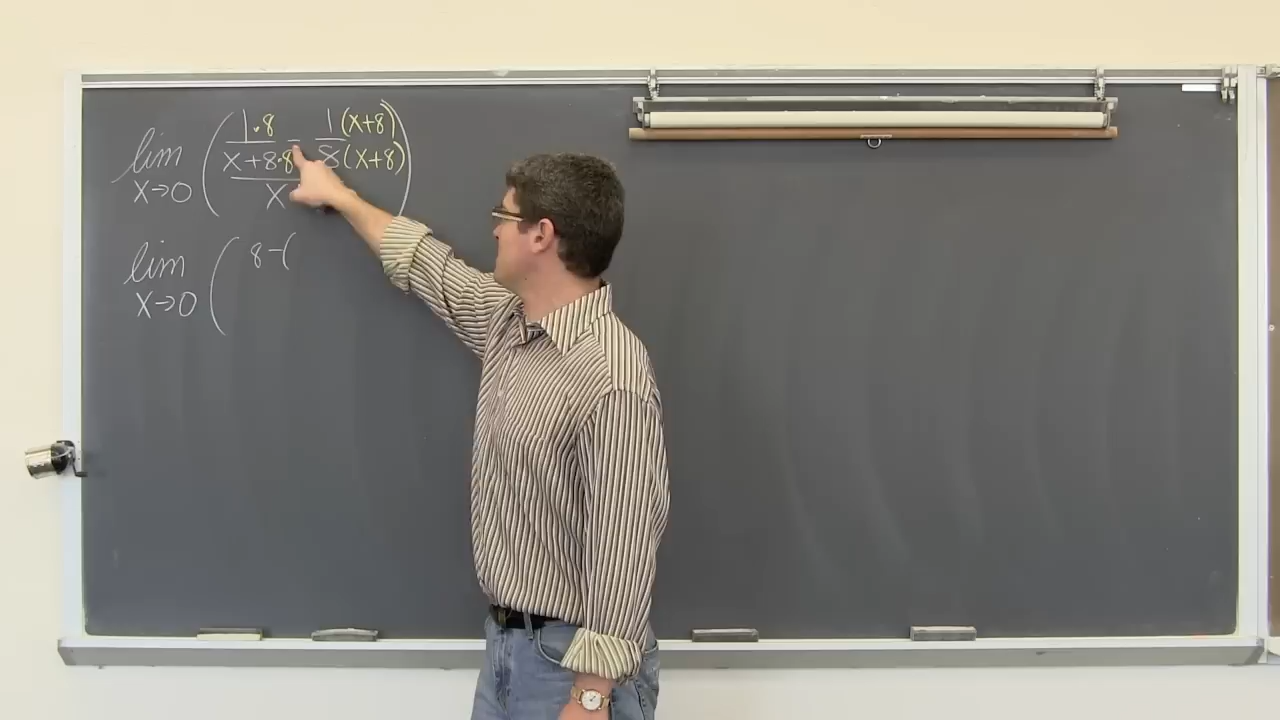 lim x→0 ( 1·8 / x+8·8 − 1(x+8) / 8(x+8) / x )
lim x→0 ( 8-(